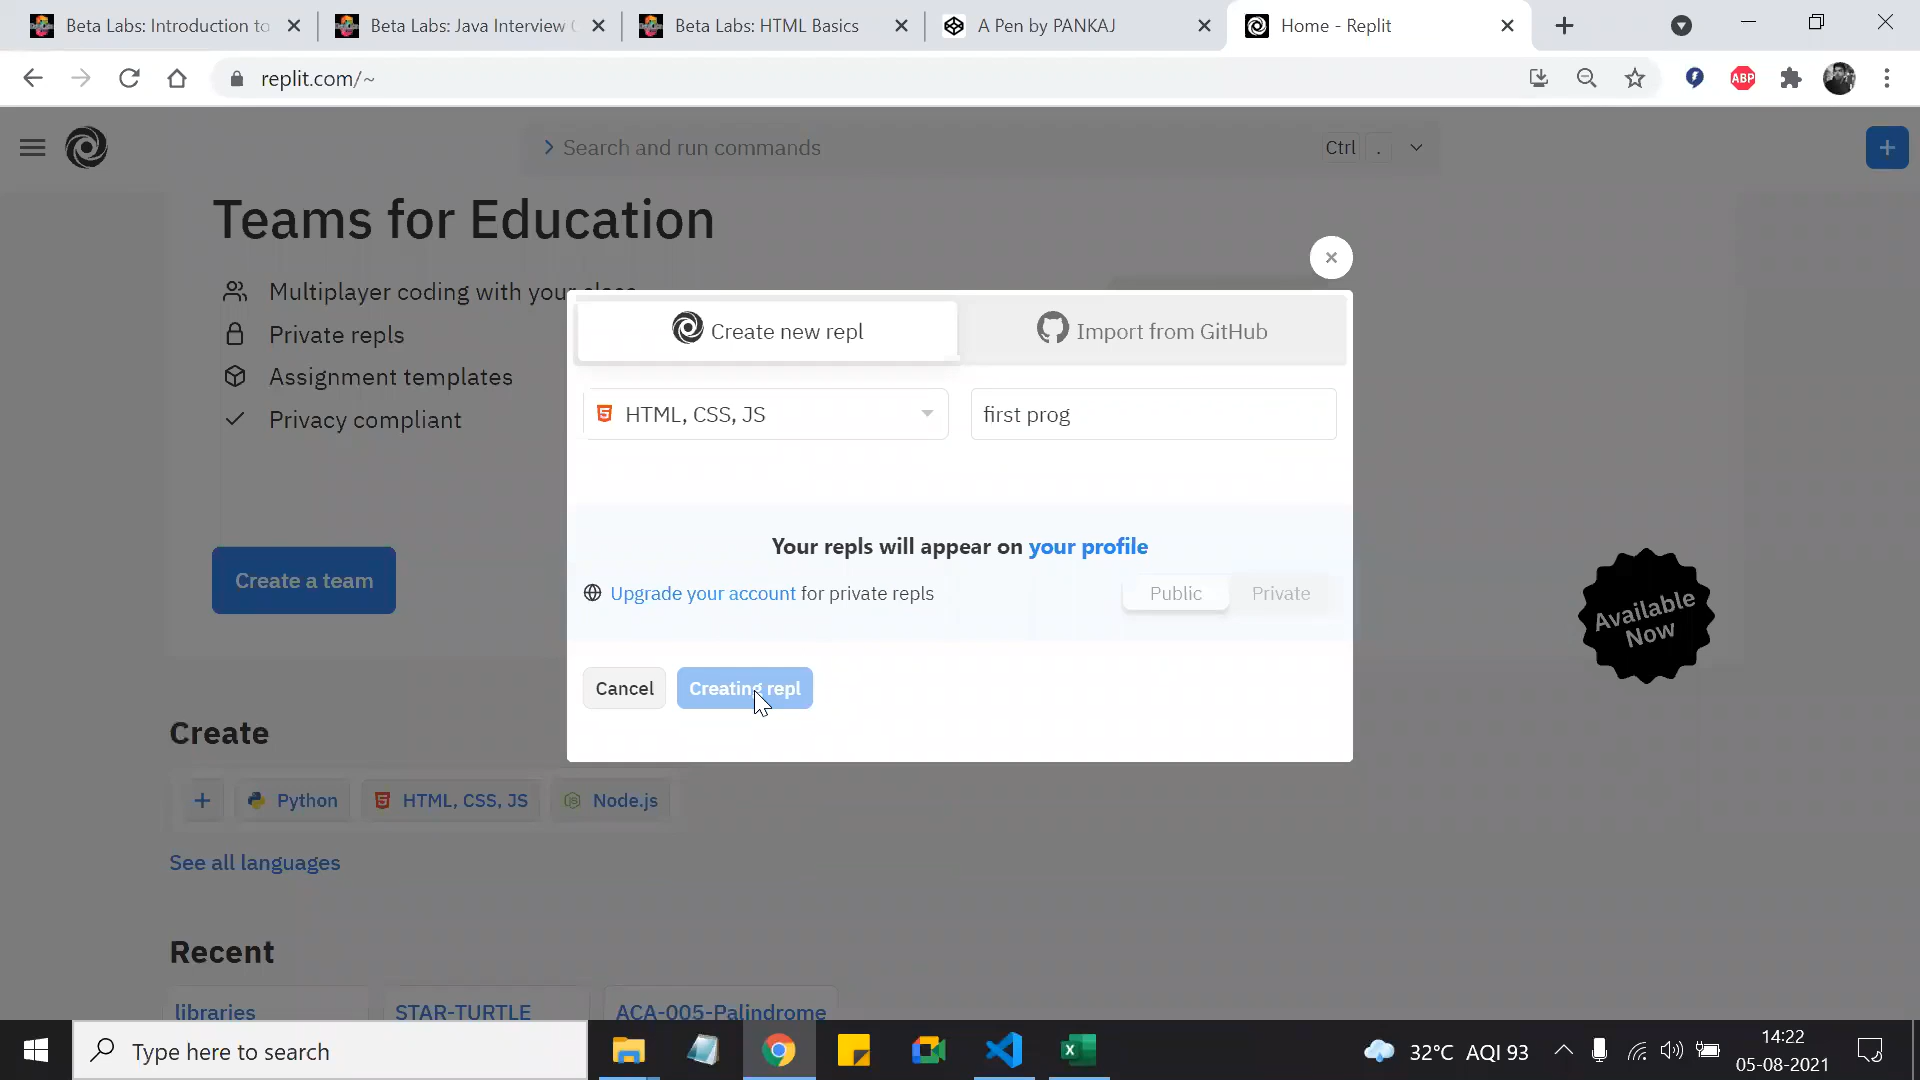 Beta Labs: Introduction to
Beta Labs: Java Interview
Beta Labs: HTML Basics
A Pen by PANKAJ
Home - Replit
replit.com/~
ABP
Search and run commands
Ctrl .
Teams for Education
Multiplayer coding with your class
Private repls
Assignment templates
Privacy compliant
Create a team
Create new repl
Import from GitHub
HTML, CSS, JS
first prog
Your repls will appear on your profile
Upgrade your account for private repls
Public
Private
Cancel
Creating repl
Available
Now
Create
Python
HTML, CSS, JS
Node.js
See all languages
Recent
libraries
STAR-TURTLE
ACA-005-Palindrome
Type here to search
32°C AQI 93
14:22
05-08-2021